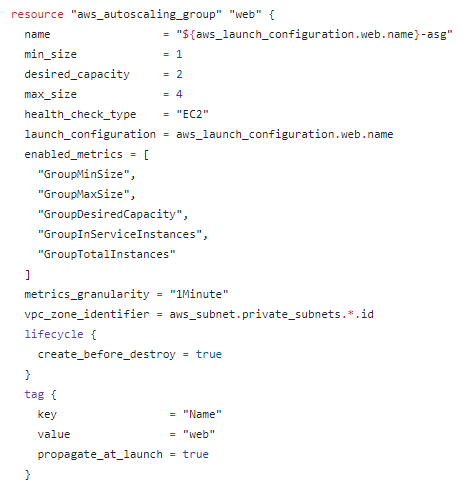 resource "aws_autoscaling_group" "web" {
  name                 = "${aws_launch_configuration.web.name}-asg"
  min_size             = 1
  desired_capacity     = 2
  max_size             = 4
  health_check_type    = "EC2"
  launch_configuration = aws_launch_configuration.web.name
  enabled_metrics = [
    "GroupMinSize",
    "GroupMaxSize",
    "GroupDesiredCapacity",
    "GroupInServiceInstances",
    "GroupTotalInstances"
  ]
  metrics_granularity = "1Minute"
  vpc_zone_identifier = aws_subnet.private_subnets.*.id
  lifecycle {
    create_before_destroy = true
  }
  tag {
    key                 = "Name"
    value               = "web"
    propagate_at_launch = true
  }